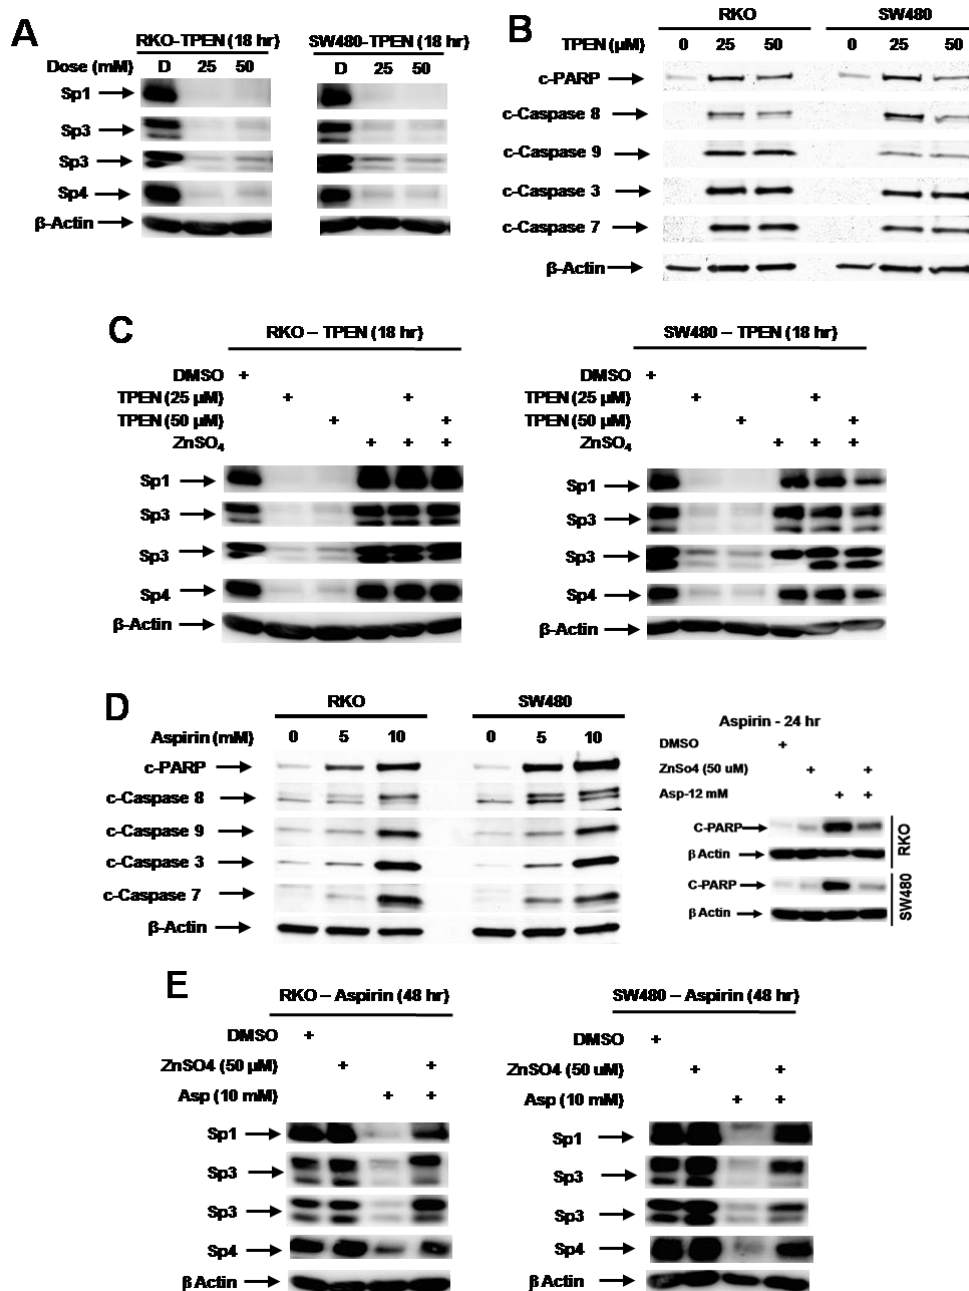 A
RKO-TPEN (18 hr)
SW480-TPEN (18 hr)
Dose (mM) D 25 50 D 25 50
Sp1
Sp3
Sp3
Sp4
β-Actin
B
RKO SW480
TPEN (µM) 0 25 50 0 25 50
c-PARP
c-Caspase 8
c-Caspase 9
c-Caspase 3
c-Caspase 7
β-Actin
C
RKO – TPEN (18 hr)
DMSO +
TPEN (25 µM) + +
TPEN (50 µM) + +
ZnSO4 + + +
Sp1
Sp3
Sp3
Sp4
β-Actin
SW480 – TPEN (18 hr)
DMSO +
TPEN (25 µM) + +
TPEN (50 µM) + +
ZnSO4 + + +
Sp1
Sp3
Sp3
Sp4
β-Actin
D
RKO SW480
Aspirin (mM) 0 5 10 0 5 10
c-PARP
c-Caspase 8
c-Caspase 9
c-Caspase 3
c-Caspase 7
β-Actin
Aspirin - 24 hr
DMSO +
ZnSo4 (50 uM) + +
Asp-12 mM + +
C-PARP
β Actin
RKO
C-PARP
β Actin
SW480
E
RKO – Aspirin (48 hr)
DMSO +
ZnSO4 (50 µM) + +
Asp (10 mM) + +
Sp1
Sp3
Sp3
Sp4
β Actin
SW480 – Aspirin (48 hr)
DMSO +
ZnSO4 (50 uM) + +
Asp (10 mM) + +
Sp1
Sp3
Sp3
Sp4
β Actin